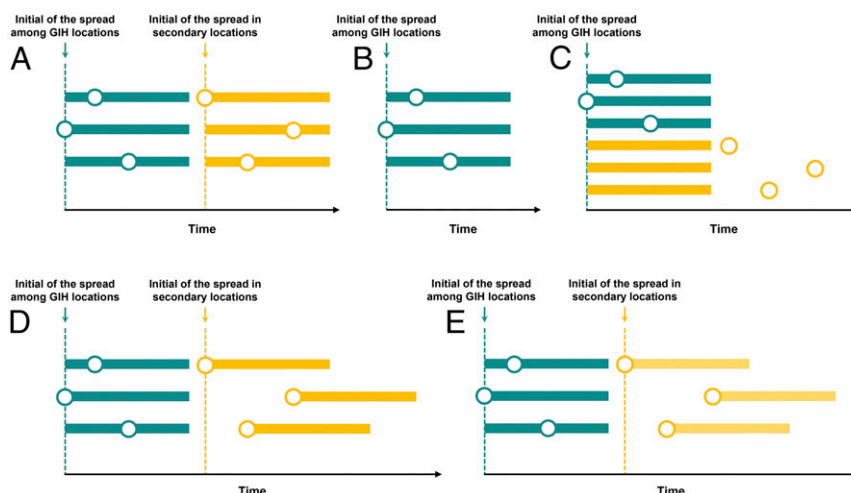 Initial of the spread
among GIH locations
Initial of the spread in
secondary locations
A
Time
Initial of the spread
among GIH locations
B
Time
Initial of the spread
among GIH locations
C
Time
Initial of the spread
among GIH locations
Initial of the spread in
secondary locations
D
Time
Initial of the spread
among GIH locations
Initial of the spread in
secondary locations
E
Time